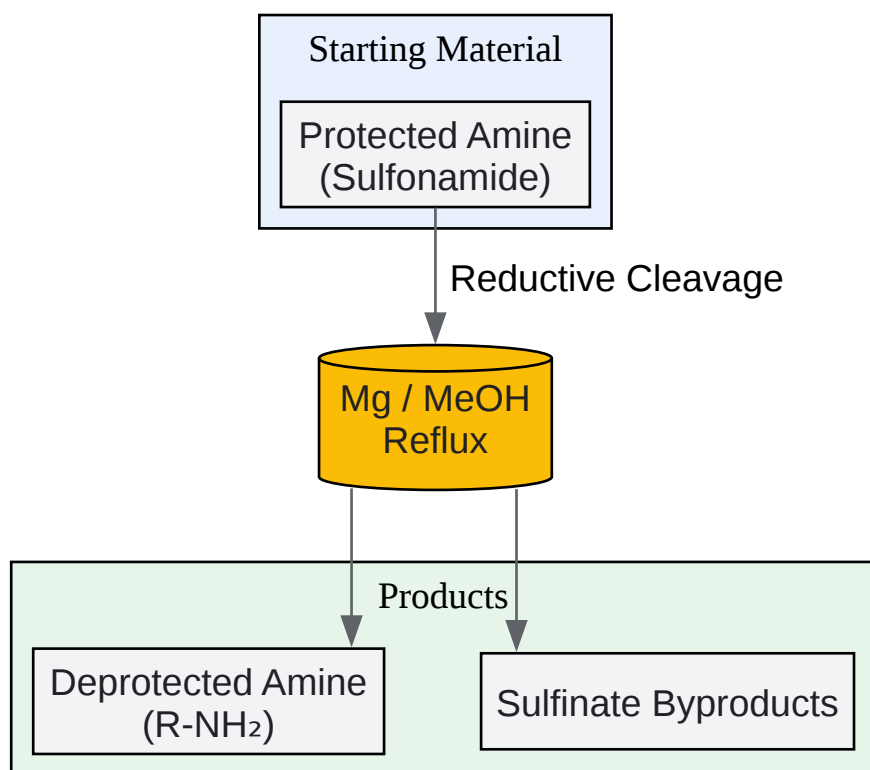 Starting Material
Protected Amine
(Sulfonamide)
Reductive Cleavage
Mg / MeOH
Reflux
Products
Deprotected Amine
(R-NH₂)
Sulfinate Byproducts